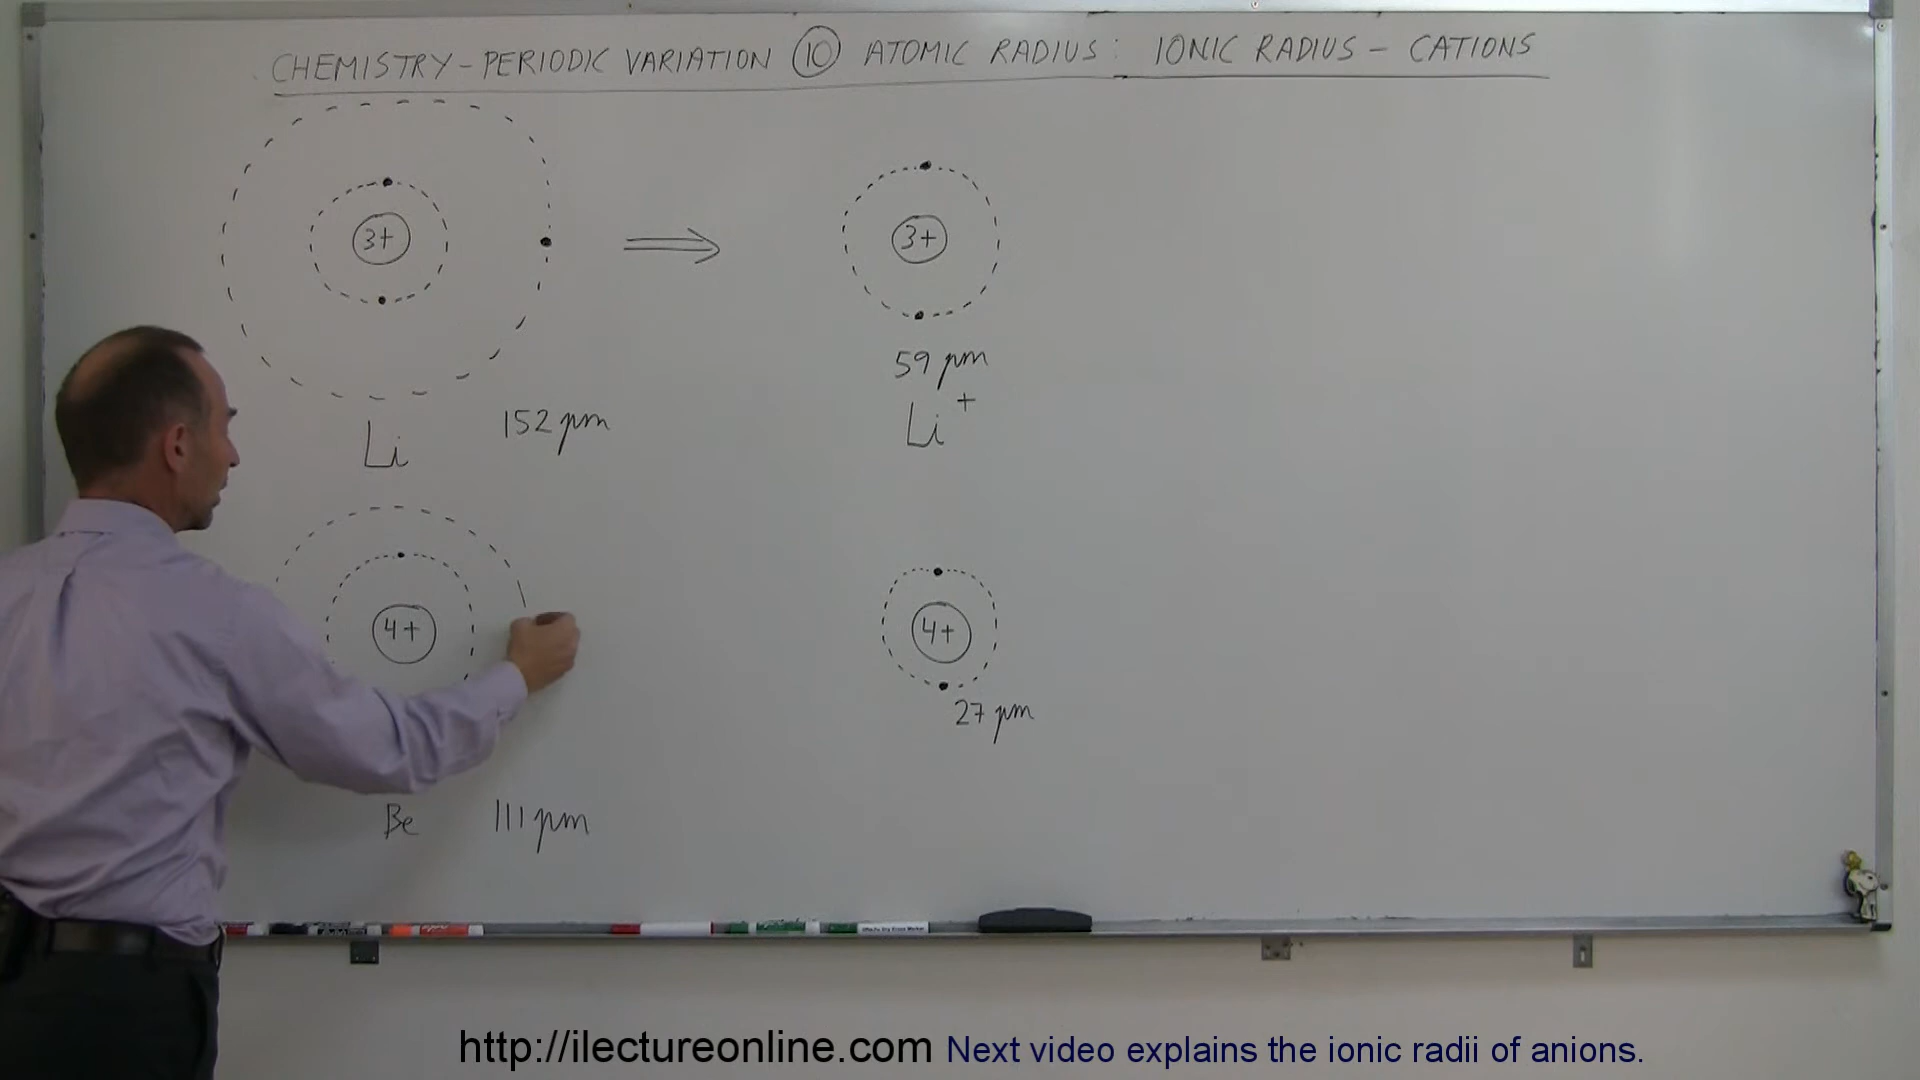 CHEMISTRY - PERIODIC VARIATION 10 ATOMIC RADIUS: IONIC RADIUS - CATIONS
3+
3+
59 pm
Li+
152 pm
Li
4+
4+
27 pm
Be
111 pm
http://ilectureonline.com Next video explains the ionic radii of anions.